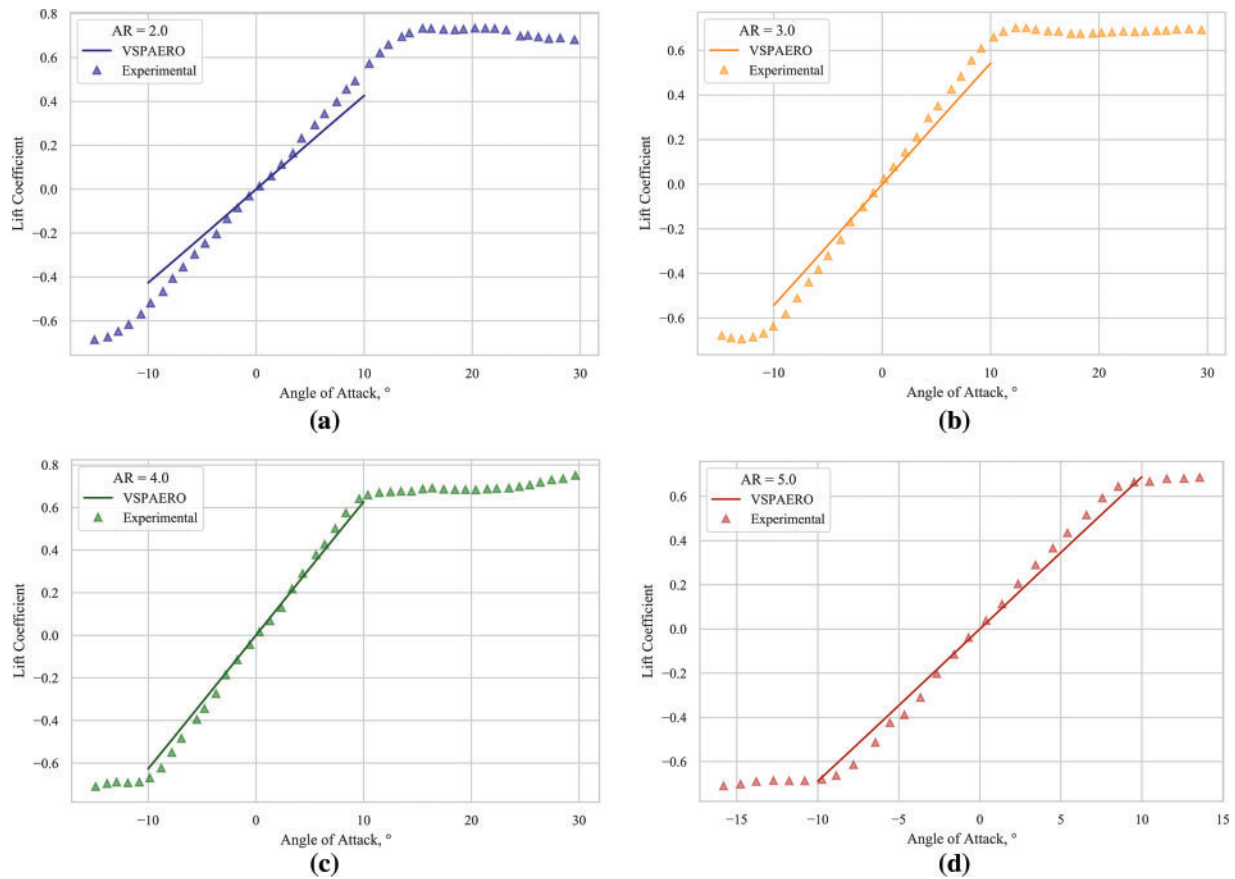 0.8
0.6
0.4
0.2
0.0
−0.2
−0.4
−0.6
Lift Coefficient
AR = 2.0
VSPAERO
Experimental
−10
0
10
20
30
Angle of Attack, °
(a)
0.6
0.4
0.2
0.0
−0.2
−0.4
−0.6
Lift Coefficient
AR = 3.0
VSPAERO
Experimental
−10
0
10
20
30
Angle of Attack, °
(b)
0.8
0.6
0.4
0.2
0.0
−0.2
−0.4
−0.6
Lift Coefficient
AR = 4.0
VSPAERO
Experimental
−10
0
10
20
30
Angle of Attack, °
(c)
0.6
0.4
0.2
0.0
−0.2
−0.4
−0.6
Lift Coefficient
AR = 5.0
VSPAERO
Experimental
−15
−10
−5
0
5
10
15
Angle of Attack, °
(d)